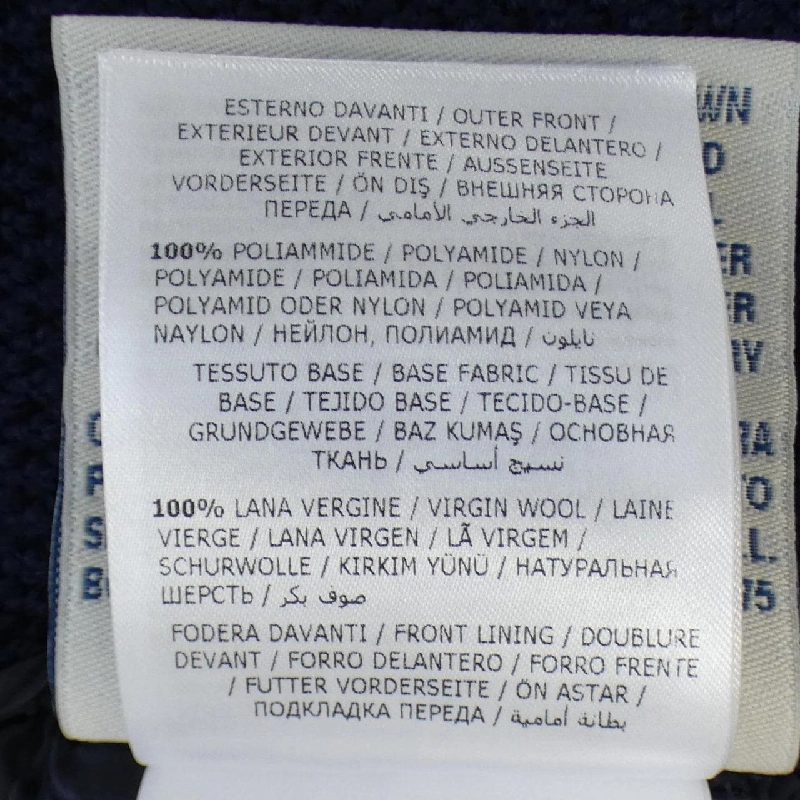 ESTERNO DAVANTI / OUTER FRONT /
EXTERIEUR DEVANT / EXTERNO DELANTERO /
EXTERIOR FRENTE / AUSSENSEITE
VORDERSEITE / ÖN DIŞ / ВНЕШНЯЯ СТОРОНА
ПЕРЕДА / الجزء الخارجي الأمامي
100% POLIAMMIDE / POLYAMIDE / NYLON /
POLYAMIDE / POLIAMIDA / POLIAMIDA /
POLYAMID ODER NYLON / POLYAMID VEYA
NAYLON / НЕЙЛОН, ПОЛИАМИД / نايلون
TESSUTO BASE / BASE FABRIC / TISSU DE
BASE / TEJIDO BASE / TECIDO-BASE /
GRUNDGEWEBE / BAZ KUMAŞ / ОСНОВНАЯ
ТКАНЬ / نسيج أساسي
100% LANA VERGINE / VIRGIN WOOL / LAINE
VIERGE / LANA VIRGEN / LÃ VIRGEM /
SCHURWOLLE / KIRKIM YÜNÜ / НАТУРАЛЬНАЯ
ШЕРСТЬ / صوف بكر
FODERA DAVANTI / FRONT LINING / DOUBLURE
DEVANT / FORRO DELANTERO / FORRO FRENTE
/ FUTTER VORDERSEITE / ÖN ASTAR /
ПОДКЛАДКА ПЕРЕДА / بطانة أمامية